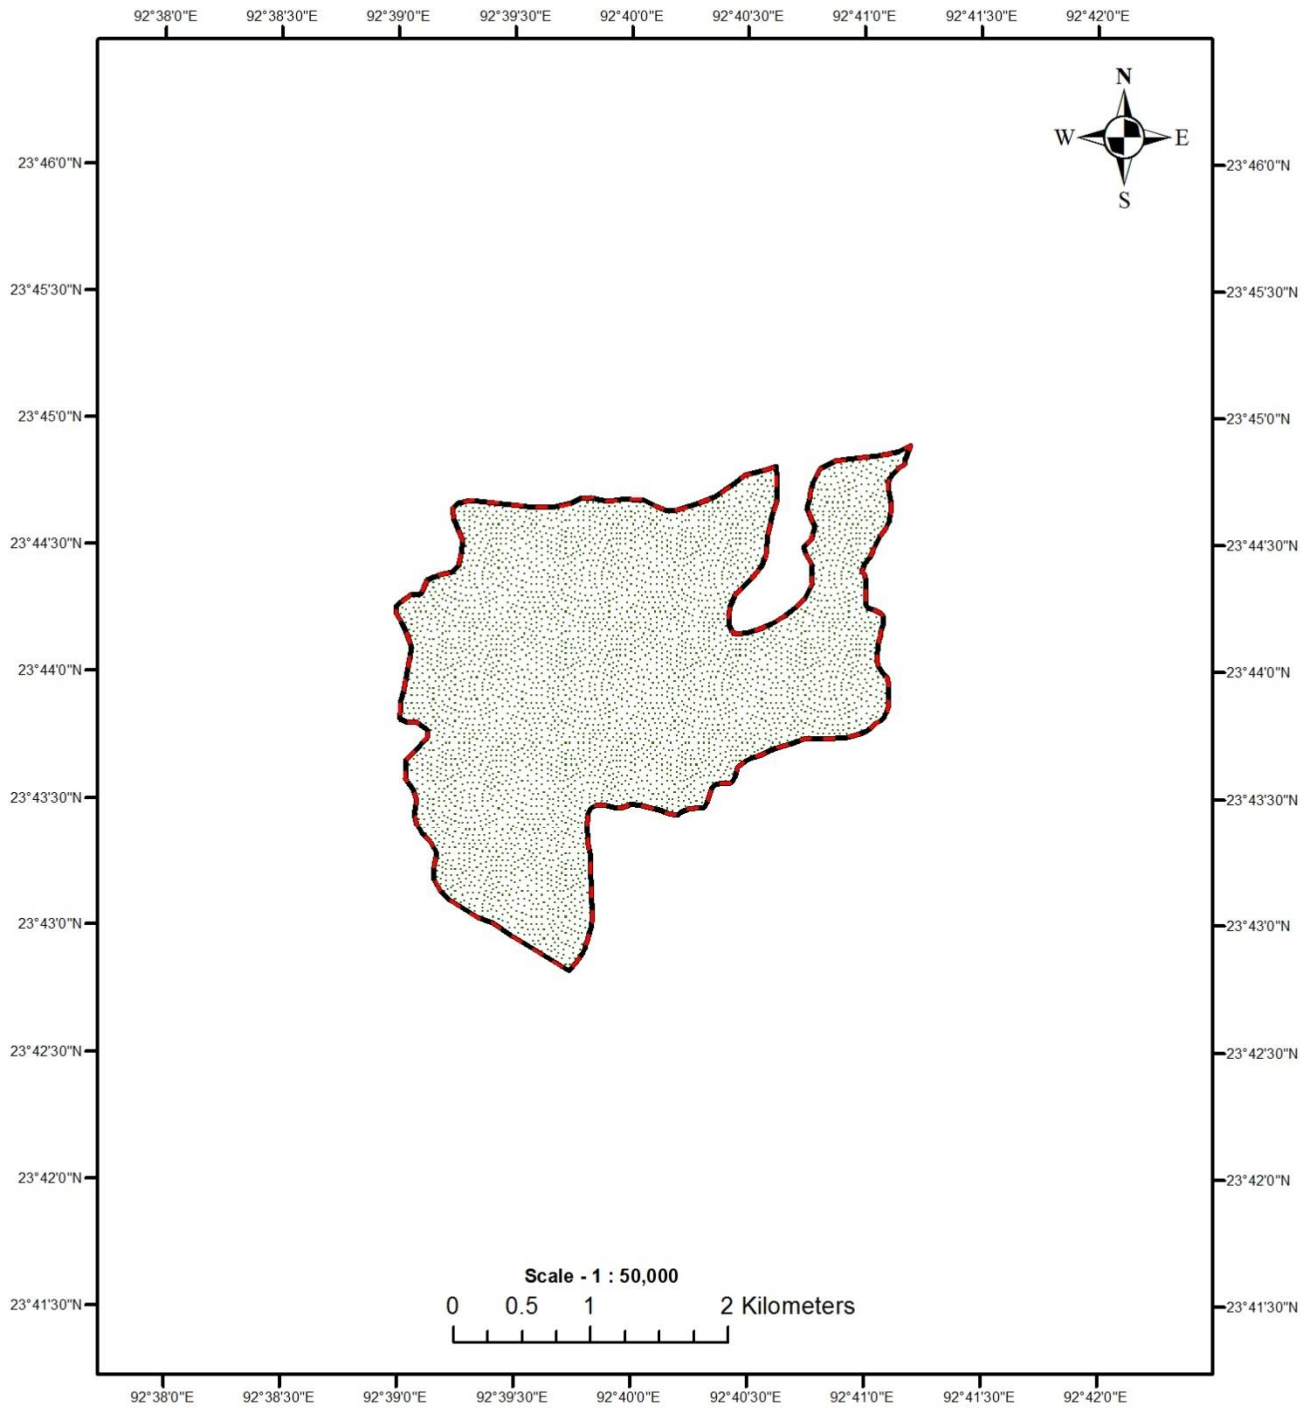 92°38'0"E 92°38'30"E 92°39'0"E 92°39'30"E 92°40'0"E 92°40'30"E 92°41'0"E 92°41'30"E 92°42'0"E
N
W E
S
23°46'0"N 23°46'0"N
23°45'30"N 23°45'30"N
23°45'0"N 23°45'0"N
23°44'30"N 23°44'30"N
23°44'0"N 23°44'0"N
23°43'30"N 23°43'30"N
23°43'0"N 23°43'0"N
23°42'30"N 23°42'30"N
23°42'0"N 23°42'0"N
Scale - 1 : 50,000
0 0.5 1 2 Kilometers
23°41'30"N 23°41'30"N
92°38'0"E 92°38'30"E 92°39'0"E 92°39'30"E 92°40'0"E 92°40'30"E 92°41'0"E 92°41'30"E 92°42'0"E